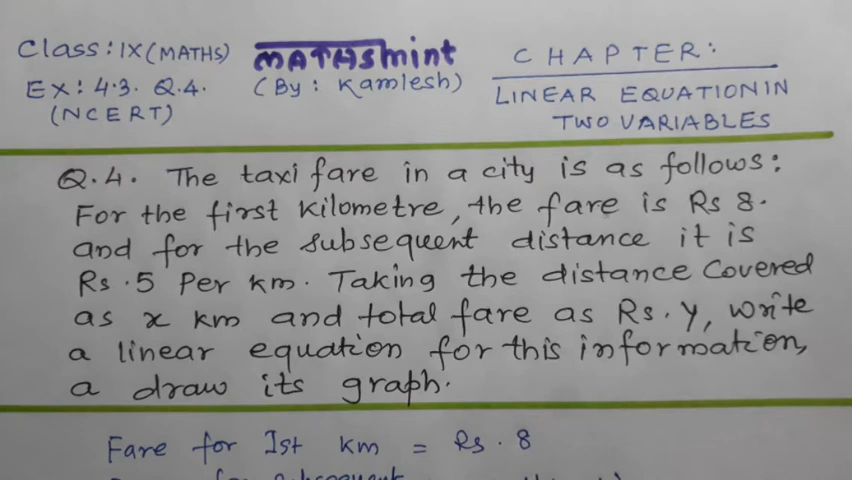 Class: IX (MATHS)
MATHSmint
CHAPTER:
EX: 4.3. Q.4.
(By: Kamlesh)
LINEAR EQUATION IN
(NCERT)
TWO VARIABLES
Q.4. The taxi fare in a city is as follows:
For the first kilometre, the fare is Rs 8.
and for the subsequent distance it is
Rs.5 Per km. Taking the distance Covered
as x km and total fare as Rs. y, write
a linear equation for this information,
a draw its graph.
Fare for Ist km = Rs. 8
for subsequent